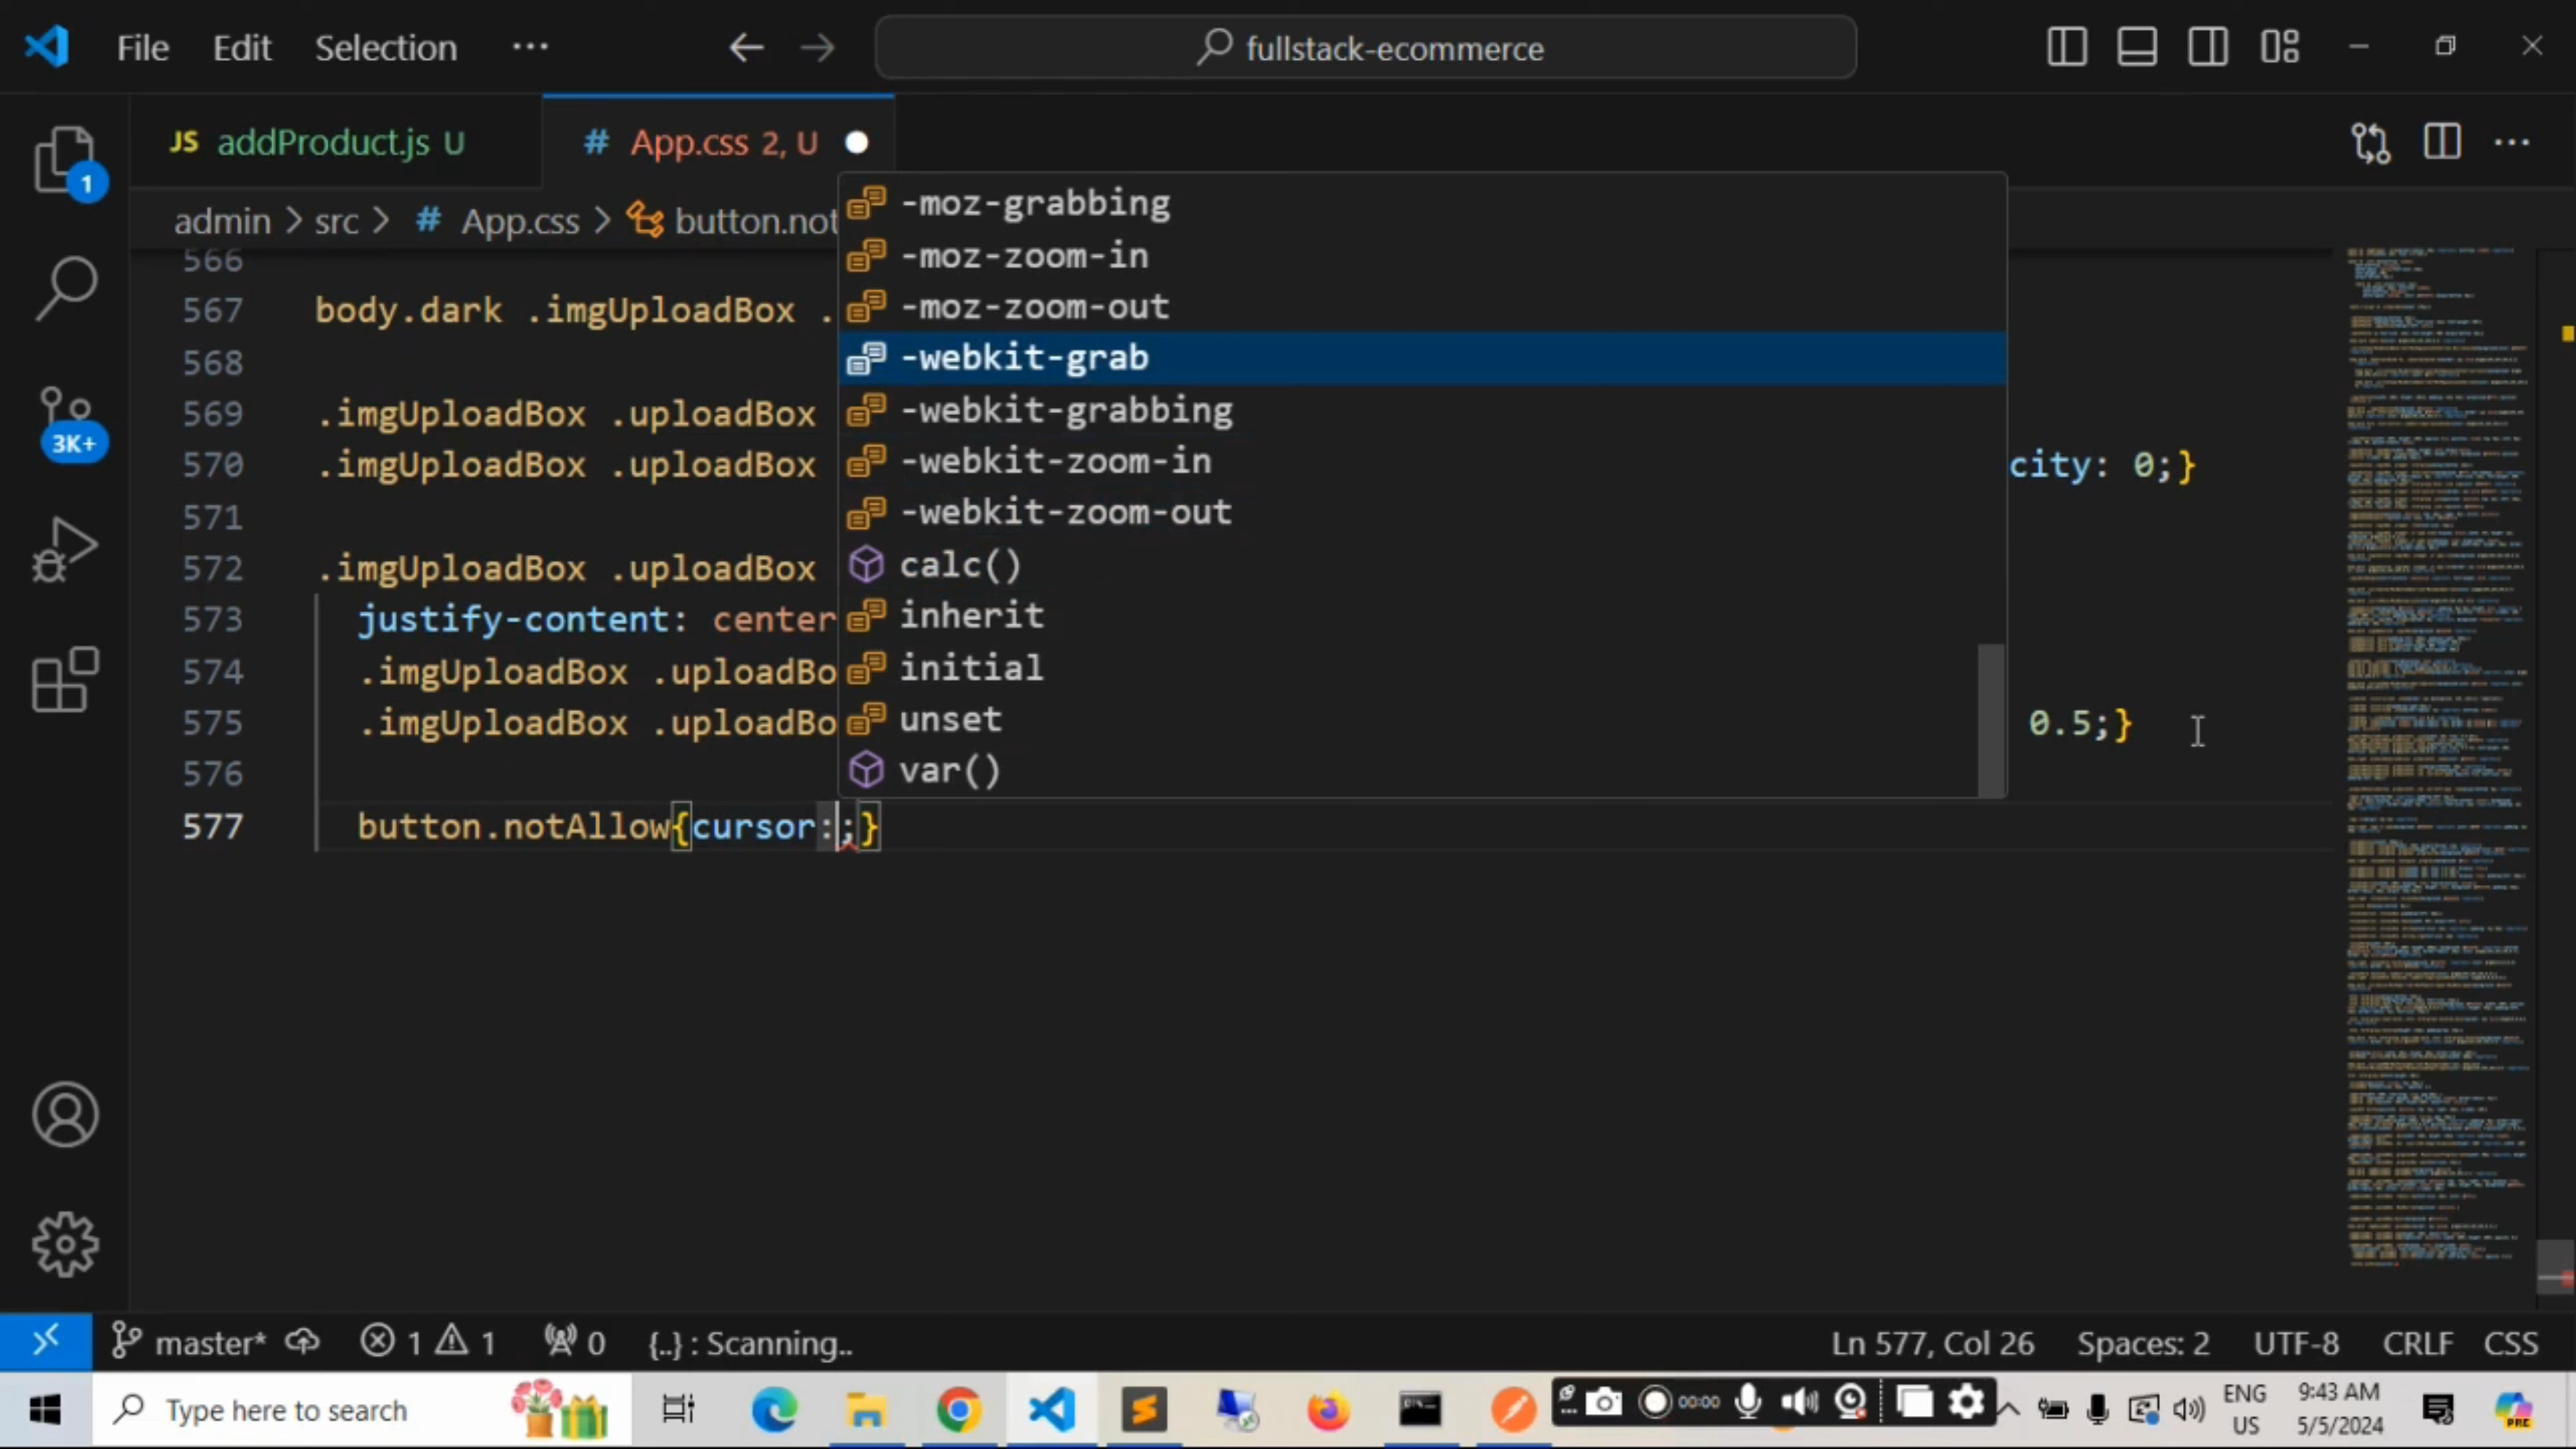 File Edit Selection ··· fullstack-ecommerce
JS addProduct.js U # App.css 2, U
admin > src > # App.css > button.not
1
3K+
-moz-grabbing
-moz-zoom-in
-moz-zoom-out
-webkit-grab
-webkit-grabbing
-webkit-zoom-in
-webkit-zoom-out
calc()
inherit
initial
unset
var()
566
567 body.dark .imgUploadBox .
568
569 .imgUploadBox .uploadBox
570 .imgUploadBox .uploadBox city: 0;}
571
572 .imgUploadBox .uploadBox
573 justify-content: center
574 .imgUploadBox .uploadBo
575 .imgUploadBox .uploadBo 0.5;}
576
577 button.notAllow{cursor:;}
master* 1 1 0 {..} : Scanning.. Ln 577, Col 26 Spaces: 2 UTF-8 CRLF CSS
Type here to search 00:00 ENG 9:43 AM
US 5/5/2024
PRE